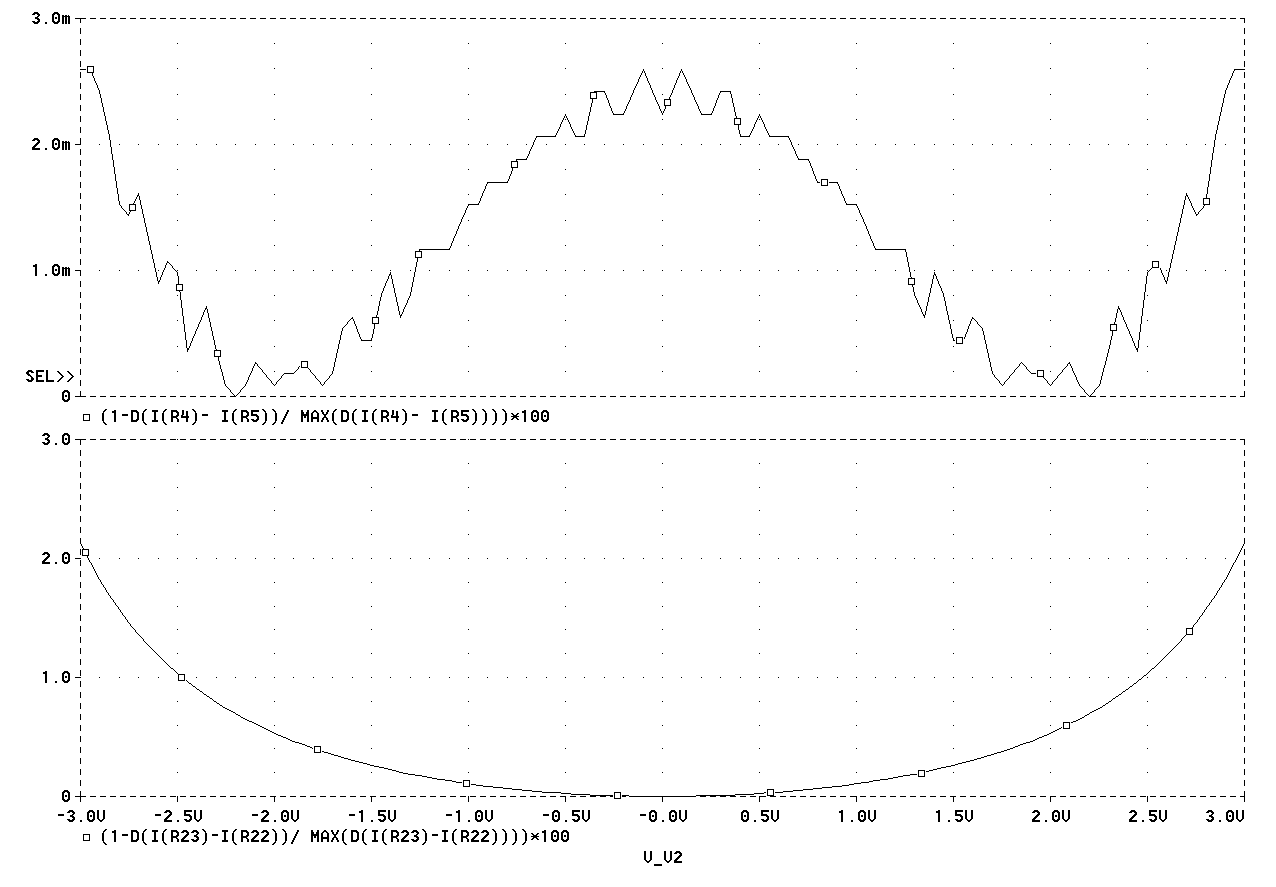 3.0m
2.0m
1.0m
SEL>>
0
(1-D(I(R4)- I(R5))/ MAX(D(I(R4)- I(R5))))*100
3.0
2.0
1.0
0
-3.0V -2.5V -2.0V -1.5V -1.0V -0.5V -0.0V 0.5V 1.0V 1.5V 2.0V 2.5V 3.0V
(1-D(I(R23)-I(R22))/ MAX(D(I(R23)-I(R22))))*100
V_V2